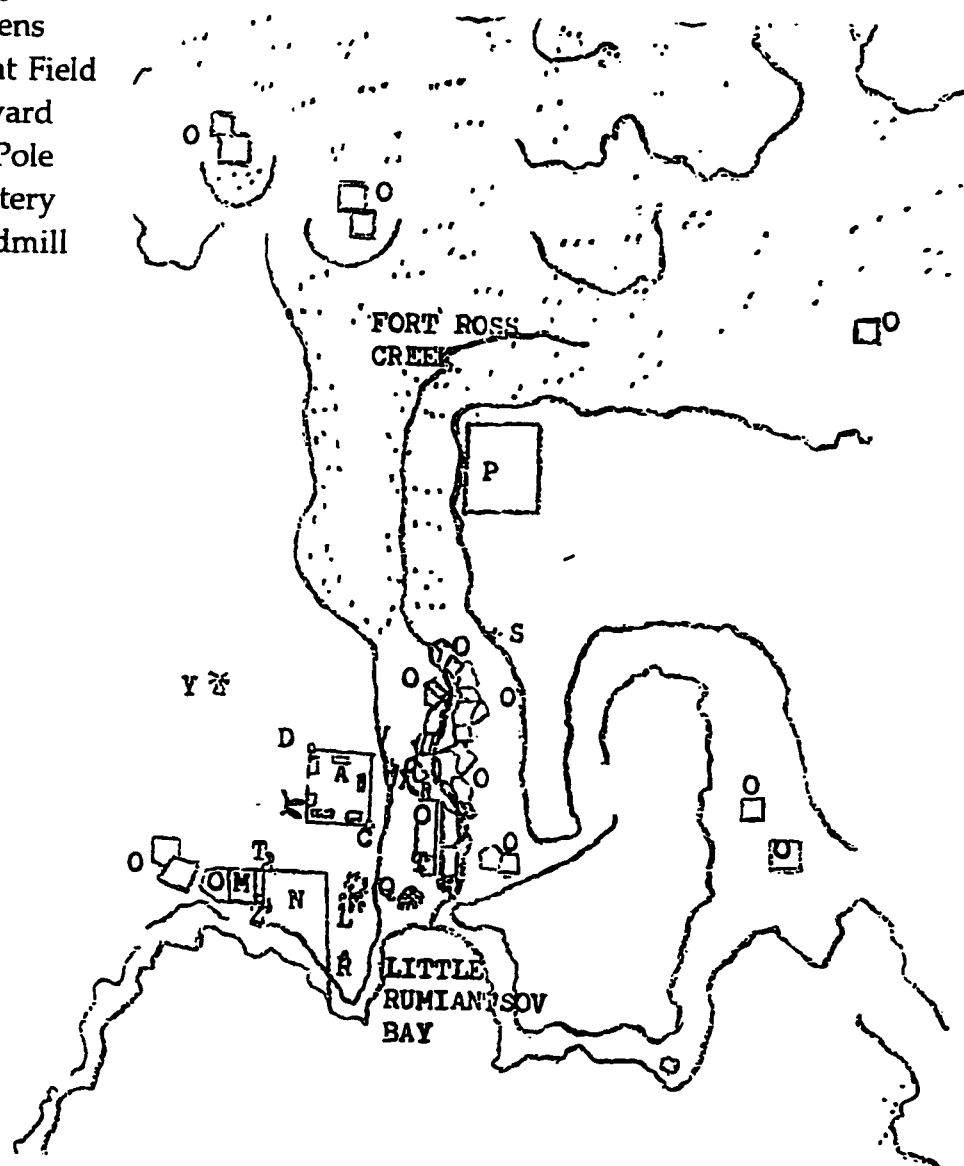 ens
at Field
yard
Pole
tery
dmill
O
O
O
FORT ROSS
CREEK
P
S
O
O
O
Y
D
V
A
B
O
C
O
O
O
O
T
O
O
M
N
Z
L
Q
R
LITTLE
RUMIANTSOV
BAY